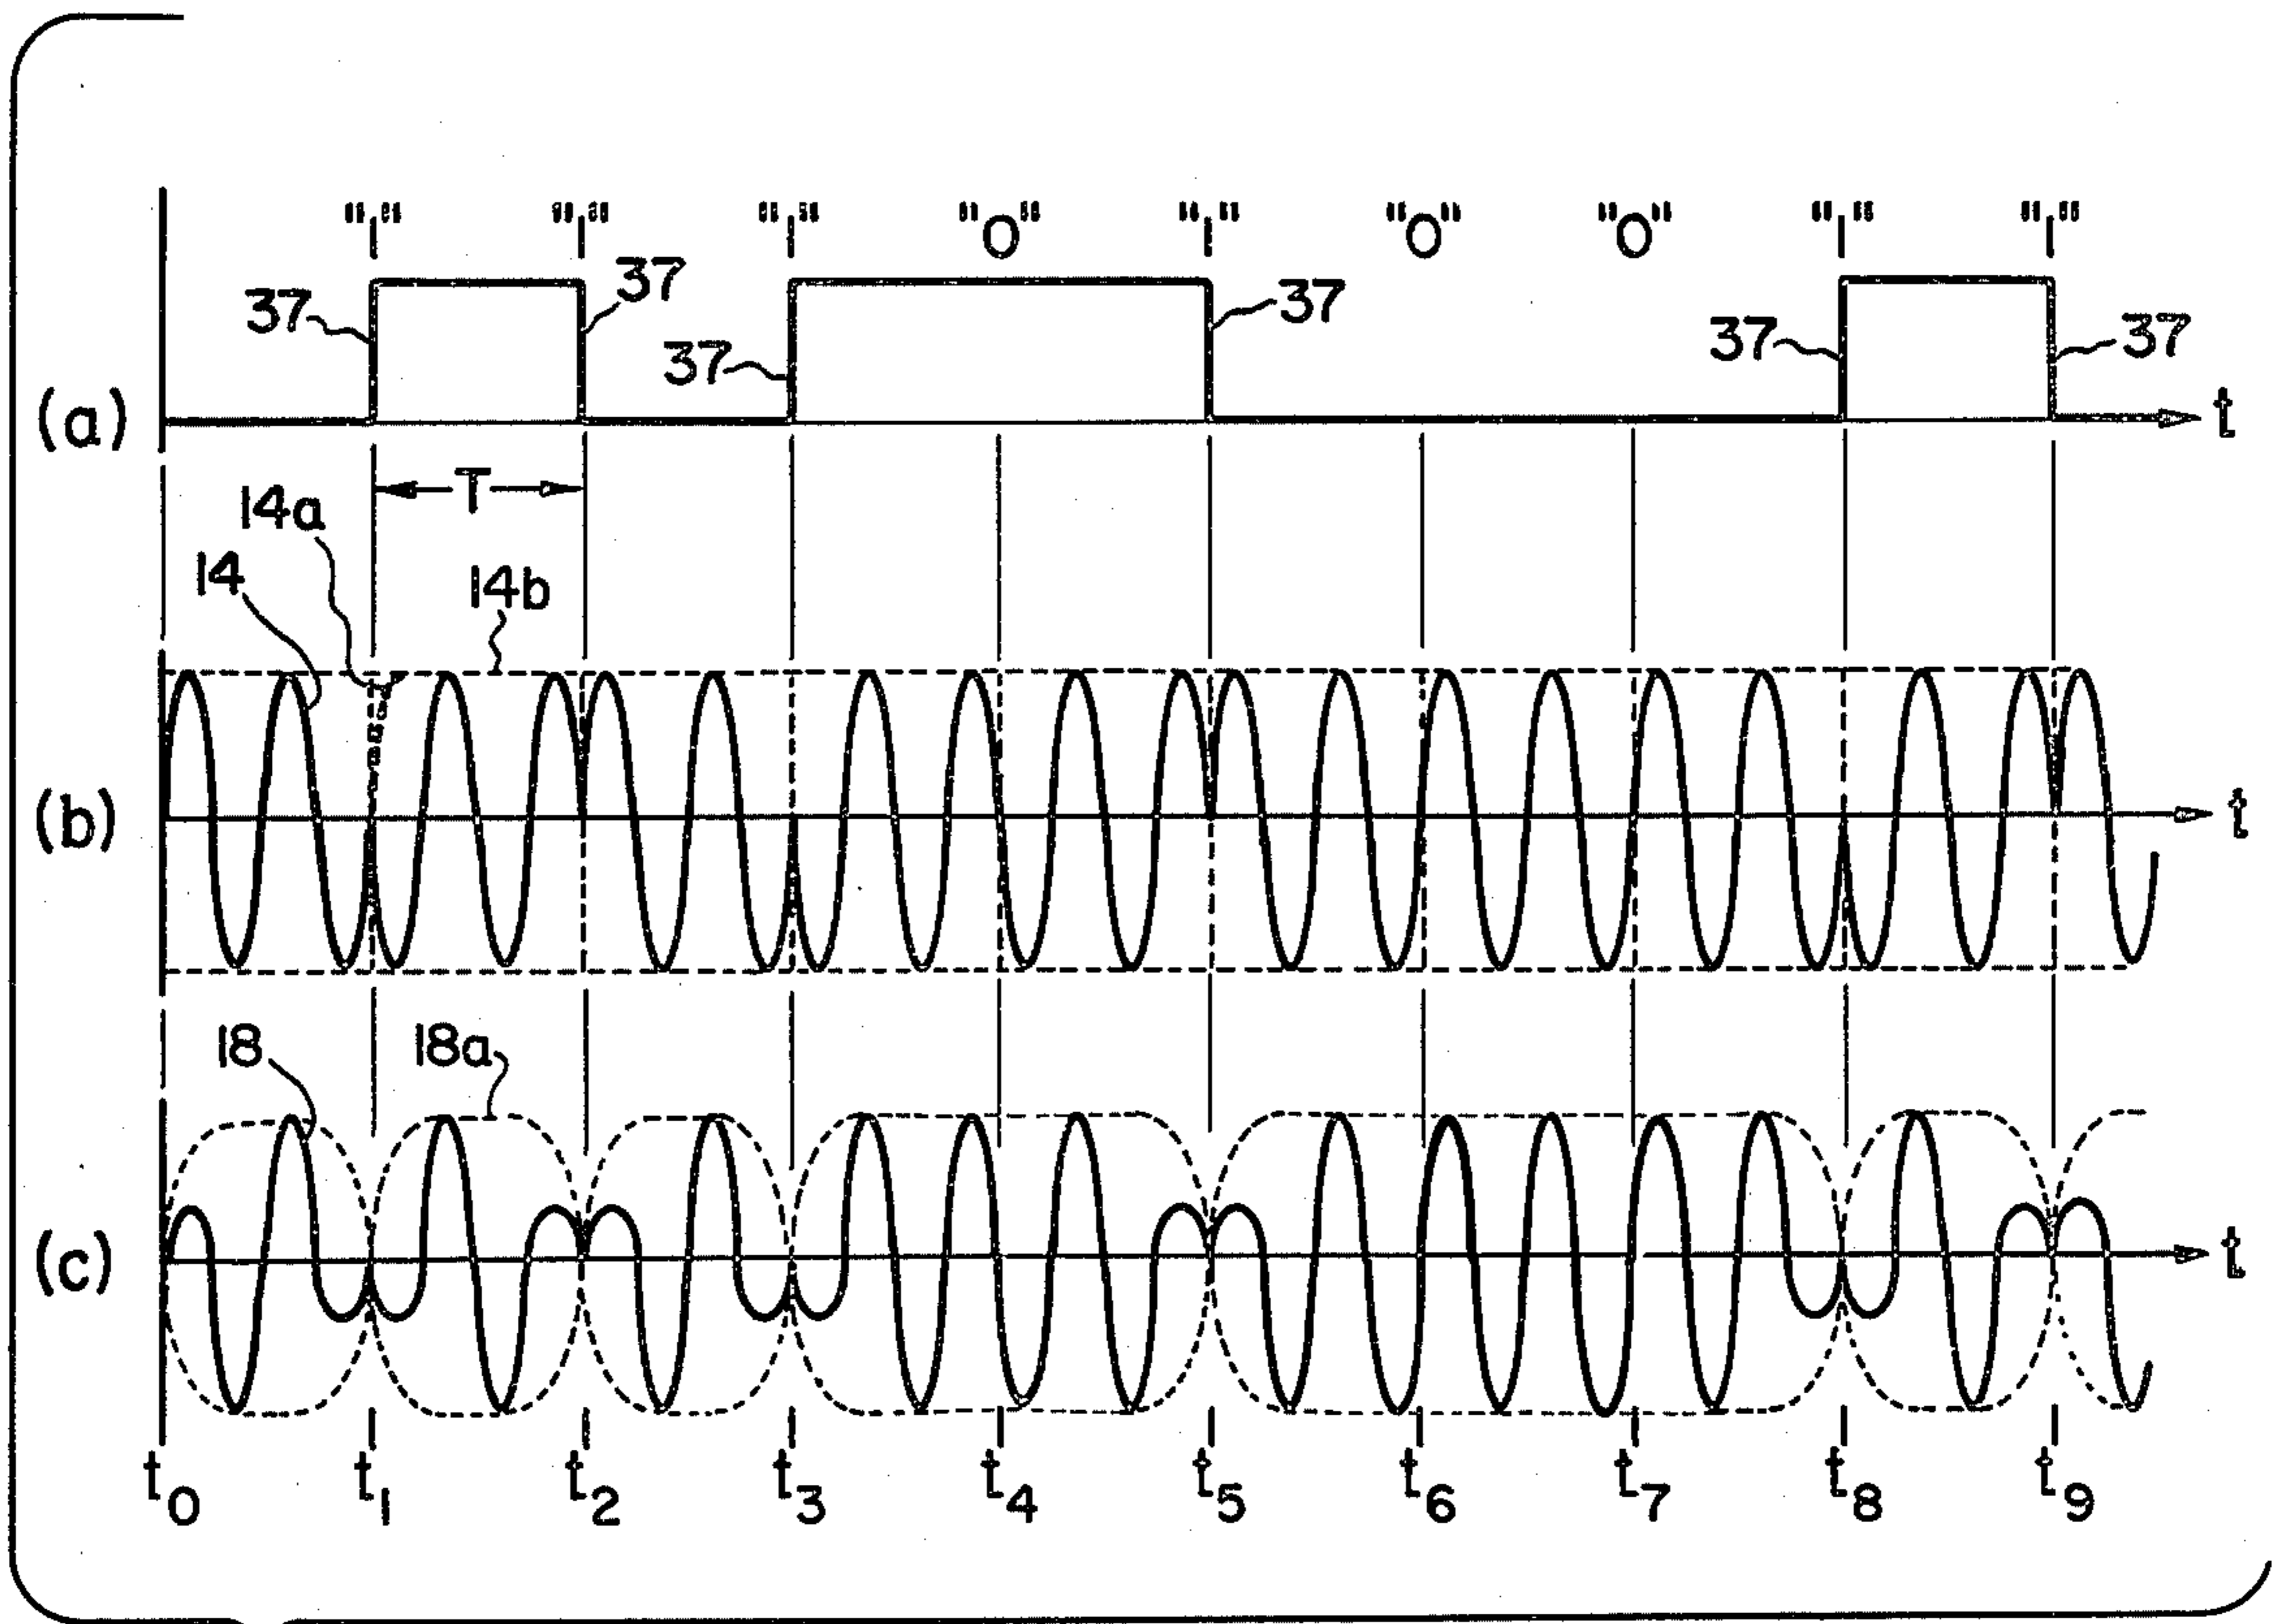 "1" "1" "1" "0" "1" "0" "0" "1" "1"
37 37 37 37 37 37
(a) t
T
14a
14 14b
(b) t
18 18a
(c) t
t0 t1 t2 t3 t4 t5 t6 t7 t8 t9